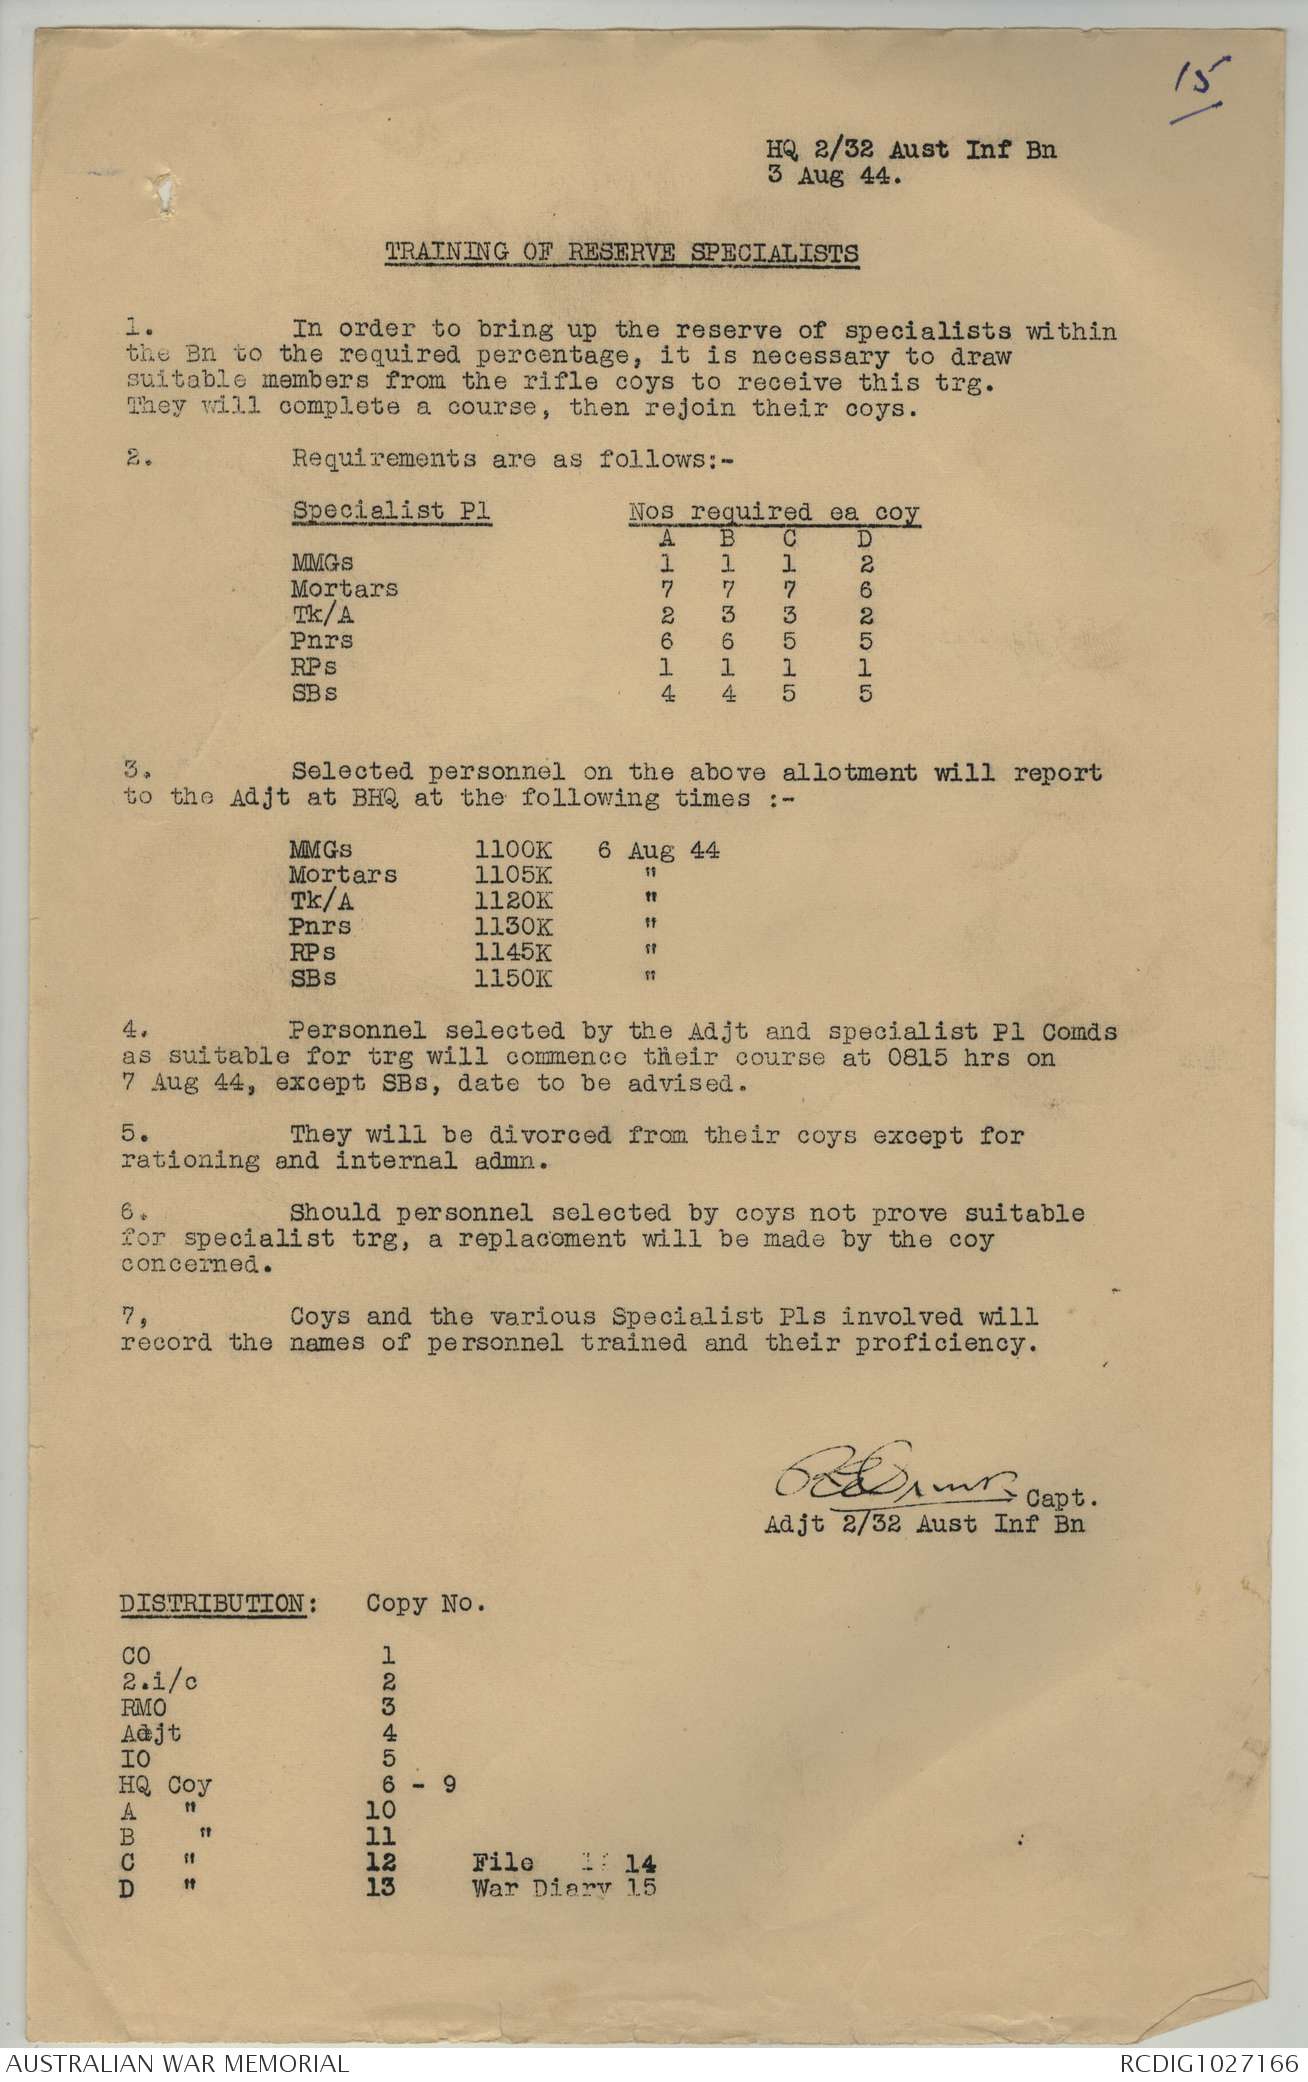 15
HQ 2/32 Aust Inf Bn
3 Aug 44.
TRAINING OF RESERVE SPECIALISTS
1. In order to bring up the reserve of specialists within
the Bn to the required percentage, it is necessary to draw
suitable members from the rifle coys to receive this trg.
They will complete a course, then rejoin their coys.
2. Requirements are as follows:-
Specialist Pl Nos required ea coy
A B C D
MMGs 1 1 1 2
Mortars 7 7 7 6
Tk/A 2 3 3 2
Pnrs 6 6 5 5
RPs 1 1 1 1
SBs 4 4 5 5
3. Selected personnel on the above allotment will report
to the Adjt at BHQ at the following times :-
MMGs 1100K 6 Aug 44
Mortars 1105K "
Tk/A 1120K "
Pnrs 1130K "
RPs 1145K "
SBs 1150K "
4. Personnel selected by the Adjt and specialist Pl Comds
as suitable for trg will commence their course at 0815 hrs on
7 Aug 44, except SBs, date to be advised.
5. They will be divorced from their coys except for
rationing and internal admn.
6. Should personnel selected by coys not prove suitable
for specialist trg, a replacement will be made by the coy
concerned.
7, Coys and the various Specialist Pls involved will
record the names of personnel trained and their proficiency.
Capt.
Adjt 2/32 Aust Inf Bn
DISTRIBUTION: Copy No.
CO 1
2.i/c 2
RMO 3
Adjt 4
IO 5
HQ Coy 6 - 9
A " 10
B " 11
C " 12 File 14
D " 13 War Diary 15
AUSTRALIAN WAR MEMORIAL RCDIG1027166